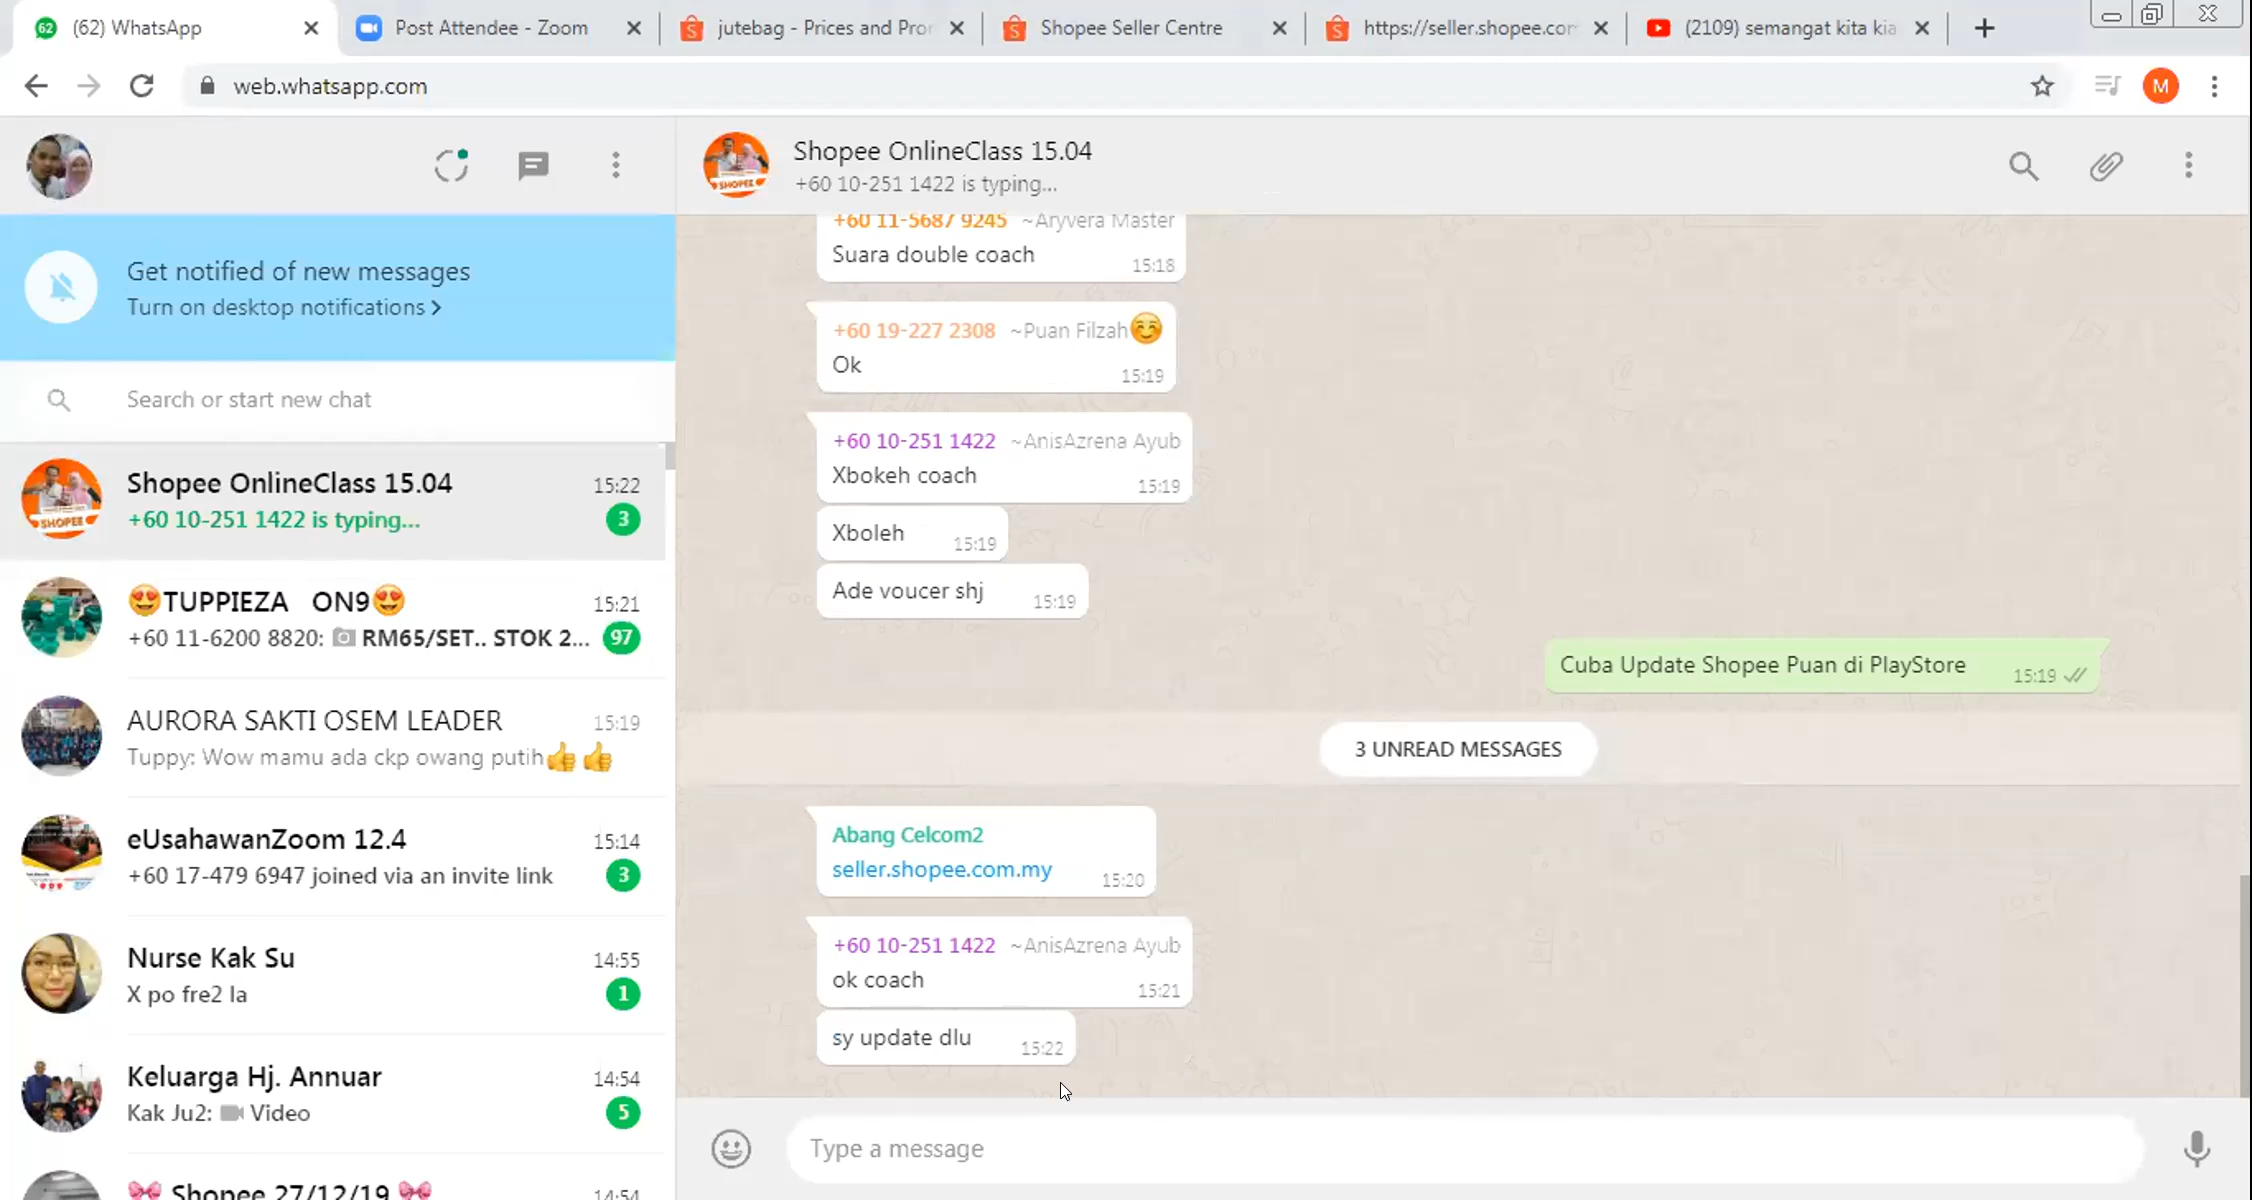 62 (62) WhatsApp
Post Attendee - Zoom
jutebag - Prices and Pro
Shopee Seller Centre
https://seller.shopee.co
(2109) semangat kita kia
web.whatsapp.com
M
Shopee OnlineClass 15.04
+60 10-251 1422 is typing...
Get notified of new messages
Turn on desktop notifications >
Search or start new chat
Shopee OnlineClass 15.04 15:22
+60 10-251 1422 is typing... 3
SHOPEE
😍TUPPIEZA ON9😍 15:21
+60 11-6200 8820: RM65/SET.. STOK 2... 97
AURORA SAKTI OSEM LEADER 15:19
Tuppy: Wow mamu ada ckp owang putih👍👍
eUsahawanZoom 12.4 15:14
+60 17-479 6947 joined via an invite link 3
Nurse Kak Su 14:55
X po fre2 la 1
Keluarga Hj. Annuar 14:54
Kak Ju2: Video 5
🎀 Shopee 27/12/19 🎀 14:54
SHOPEE
+60 11-5687 9245 ~Aryvera Master
Suara double coach 15:18
+60 19-227 2308 ~Puan Filzah😊
Ok 15:19
+60 10-251 1422 ~AnisAzrena Ayub
Xbokeh coach 15:19
Xboleh 15:19
Ade voucer shj 15:19
Cuba Update Shopee Puan di PlayStore 15:19
3 UNREAD MESSAGES
Abang Celcom2
seller.shopee.com.my 15:20
+60 10-251 1422 ~AnisAzrena Ayub
ok coach 15:21
sy update dlu 15:22
Type a message